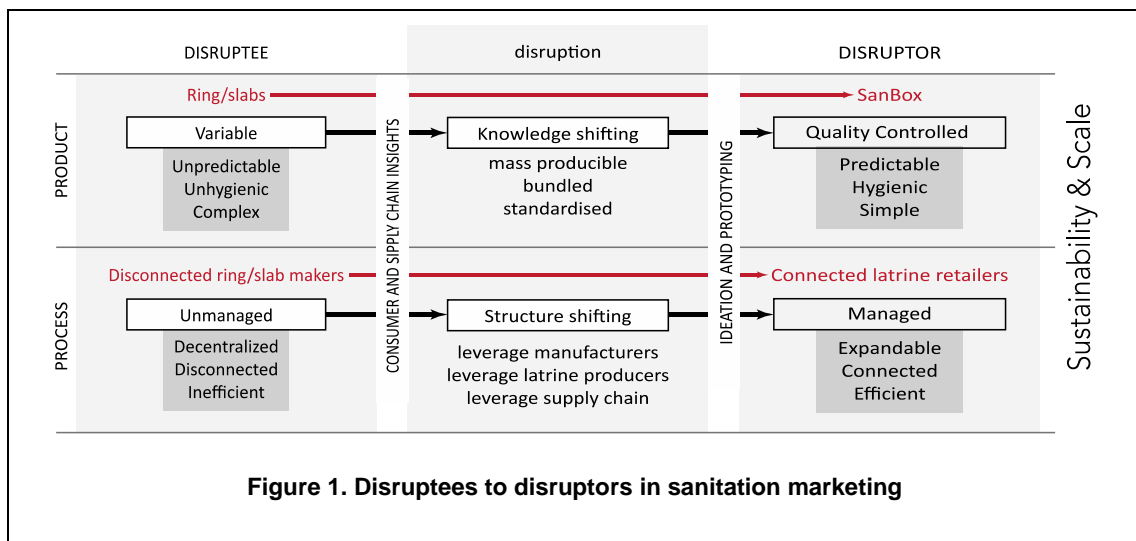 DISRUPTEE
disruption
DISRUPTOR
PRODUCT
Ring/slabs
SanBox
Variable
Knowledge shifting
Quality Controlled
Unpredictable
Unhygienic
Complex
mass producible
bundled
standardised
Predictable
Hygienic
Simple
CONSUMER AND SIPPLY CHAIN INSIGHTS
IDEATION AND PROTOTYPING
Sustainability & Scale
PROCESS
Disconnected ring/slab makers
Connected latrine retailers
Unmanaged
Structure shifting
Managed
Decentralized
Disconnected
Inefficient
leverage manufacturers
leverage latrine producers
leverage supply chain
Expandable
Connected
Efficient
Figure 1. Disruptees to disruptors in sanitation marketing